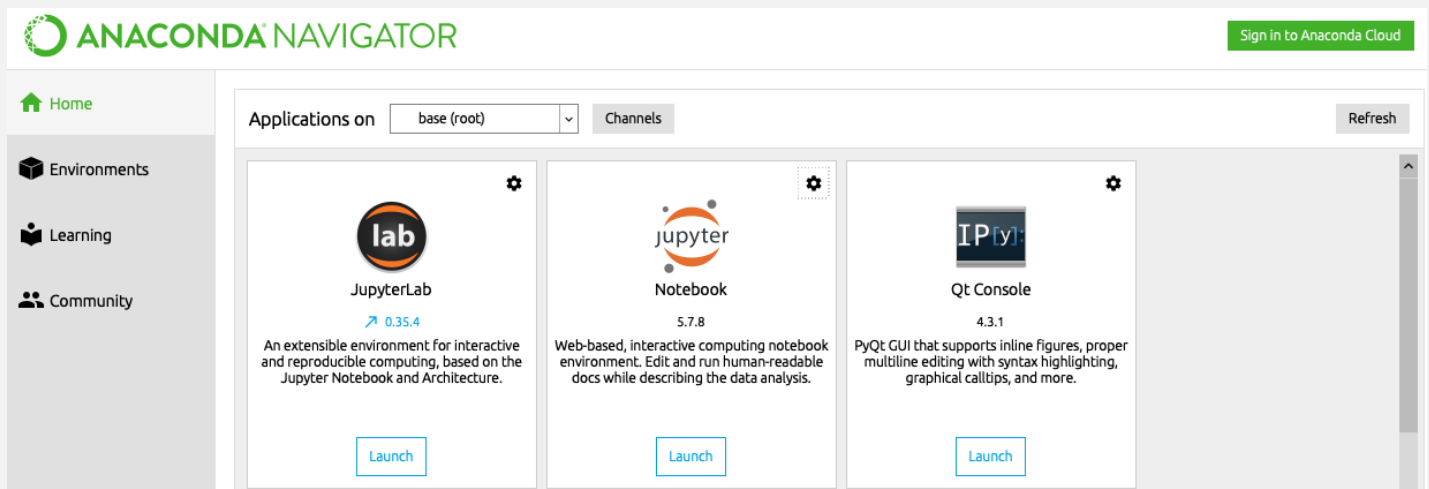 ANACONDA NAVIGATOR
Sign in to Anaconda Cloud
Home
Environments
Learning
Community
Applications on
base (root)
Channels
Refresh
lab
JupyterLab
0.35.4
An extensible environment for interactive
and reproducible computing, based on the
Jupyter Notebook and Architecture.
Launch
jupyter
Notebook
5.7.8
Web-based, interactive computing notebook
environment. Edit and run human-readable
docs while describing the data analysis.
Launch
IP[y]:
Qt Console
4.3.1
PyQt GUI that supports inline figures, proper
multiline editing with syntax highlighting,
graphical calltips, and more.
Launch